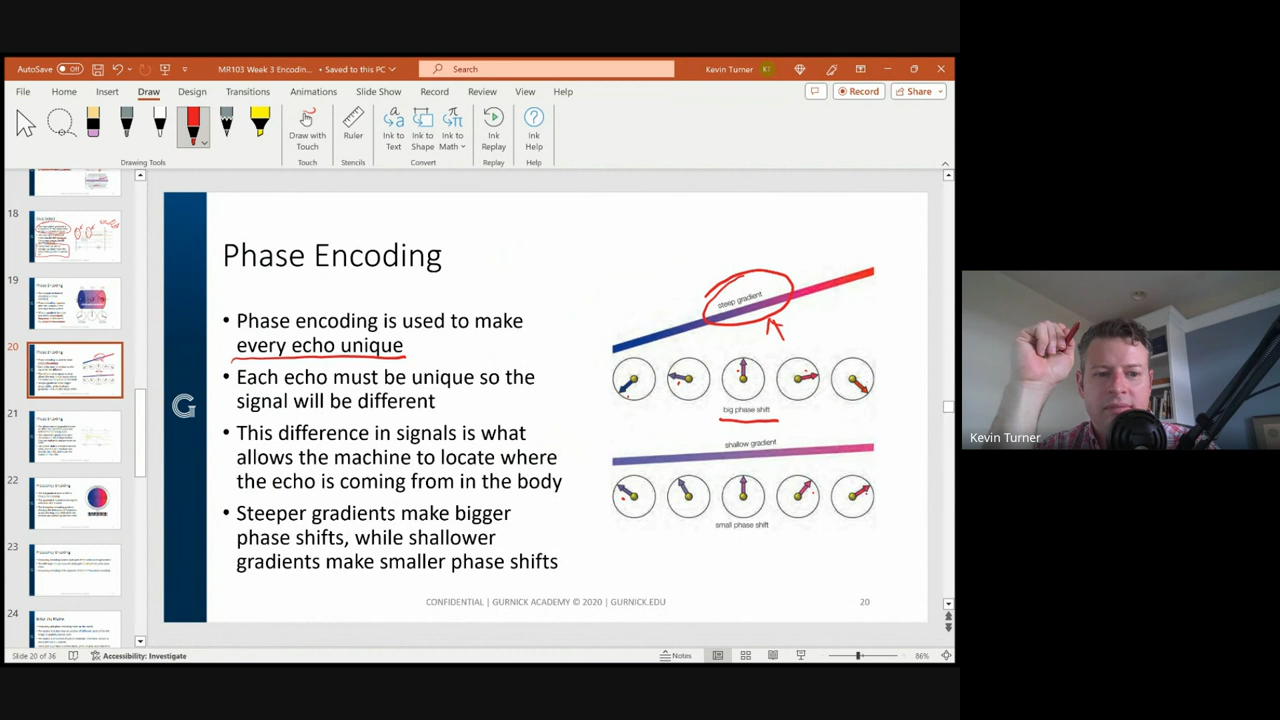 AutoSave Off
MR103 Week 3 Encodin... • Saved to this PC
Search
Kevin Turner KT
File Home Insert Draw Design Transitions Animations Slide Show Record Review View Help
Record Share
Draw with Touch
Ruler
Ink to Text
Ink to Shape
Ink to Math
Ink Replay
Ink Help
Drawing Tools Touch Stencils Convert Replay Help
18
19
20
21
22
23
24
Phase Encoding
• Phase encoding is used to make
every echo unique
• Each echo must be unique so the
signal will be different
• This difference in signals is what
allows the machine to locate where
the echo is coming from in the body
• Steeper gradients make bigger
phase shifts, while shallower
gradients make smaller phase shifts
steep gradient
big phase shift
shallow gradient
small phase shift
G
CONFIDENTIAL | GURNICK ACADEMY © 2020 | GURNICK.EDU
20
Kevin Turner
Slide 20 of 36
Accessibility: Investigate
Notes
86%